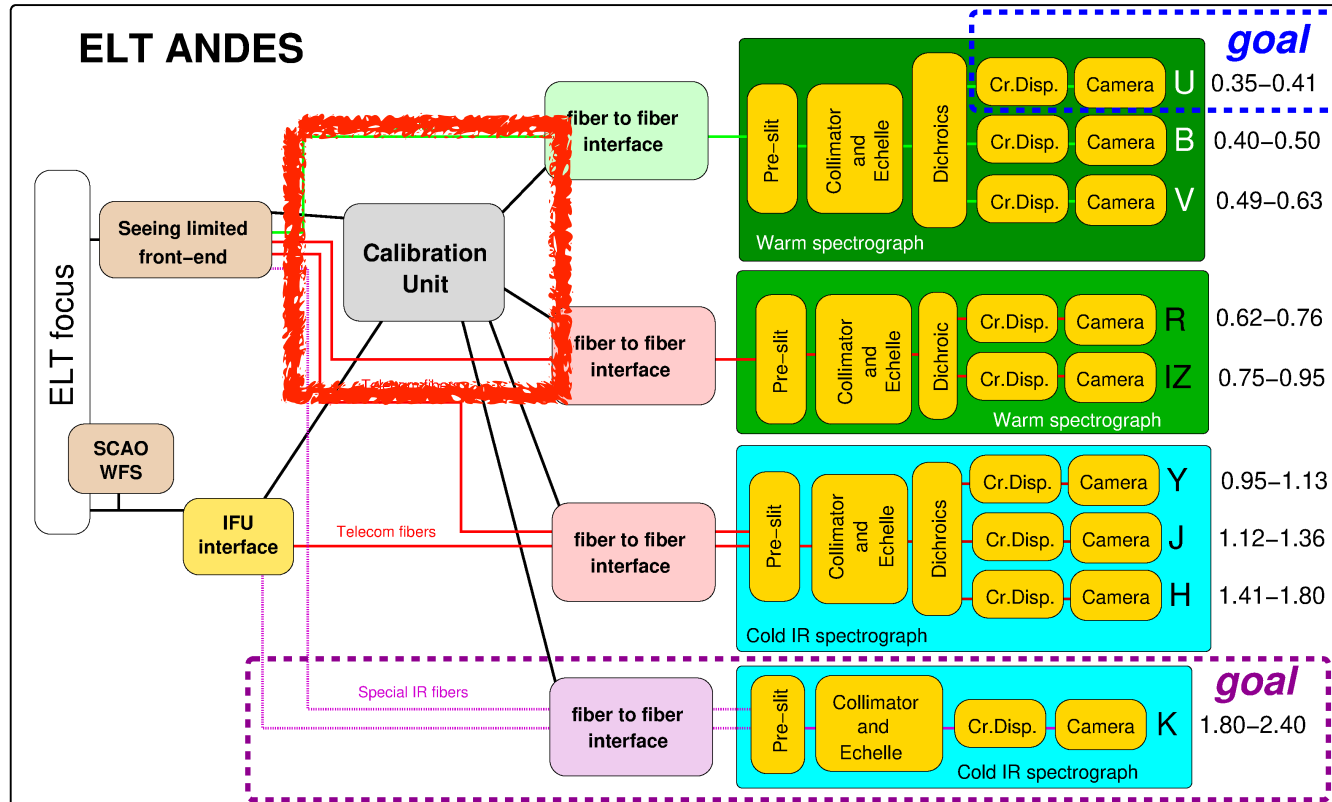 ELT ANDES
goal
fiber to fiber
interface
Pre-slit
Collimator
and
Echelle
Dichroics
Cr.Disp.
Camera
U
0.35-0.41
Cr.Disp.
Camera
B
0.40-0.50
Cr.Disp.
Camera
V
0.49-0.63
Warm spectrograph
ELT focus
Seeing limited
front-end
Calibration
Unit
fiber to fiber
interface
Pre-slit
Collimator
and
Echelle
Dichroic
Cr.Disp.
Camera
R
0.62-0.76
Cr.Disp.
Camera
IZ
0.75-0.95
Warm spectrograph
Telecom fibers
SCAO
WFS
IFU
interface
Telecom fibers
fiber to fiber
interface
Pre-slit
Collimator
and
Echelle
Dichroics
Cr.Disp.
Camera
Y
0.95-1.13
Cr.Disp.
Camera
J
1.12-1.36
Cr.Disp.
Camera
H
1.41-1.80
Cold IR spectrograph
goal
Special IR fibers
fiber to fiber
interface
Pre-slit
Collimator
and
Echelle
Cr.Disp.
Camera
K
1.80-2.40
Cold IR spectrograph